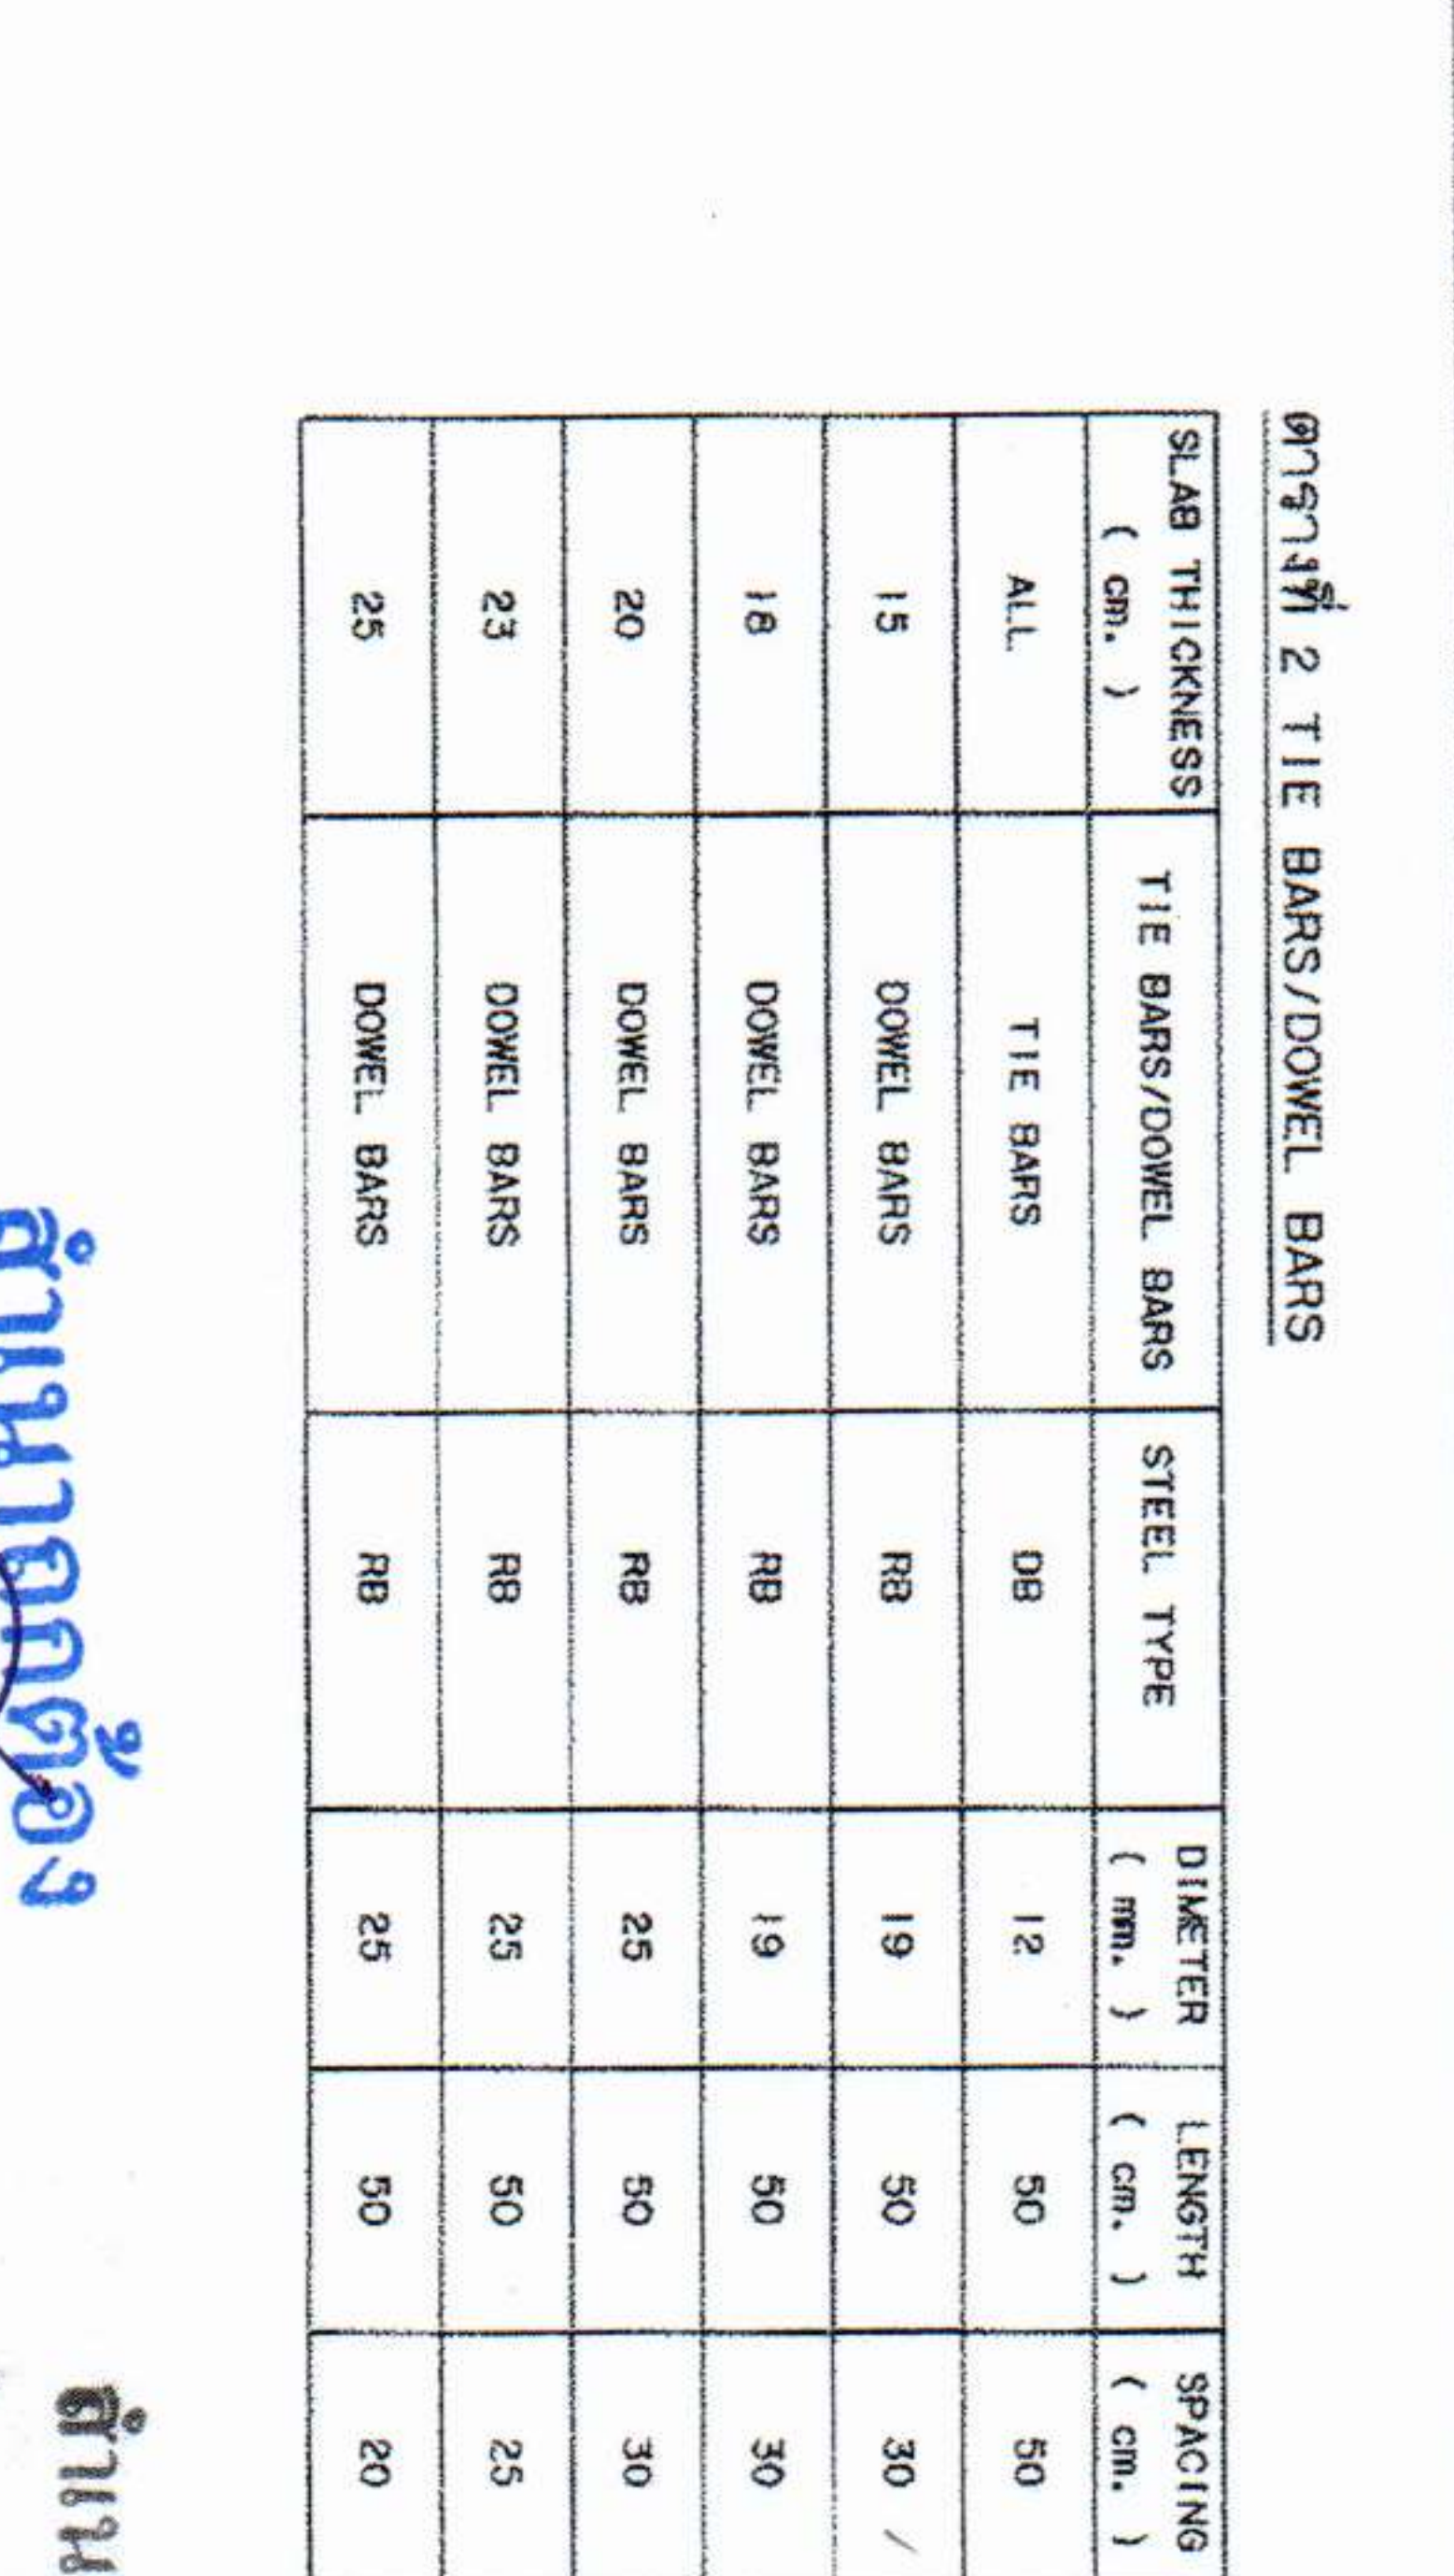 ตารางที่ 2 TIE BARS/DOWEL BARS
SLAB THICKNESS ( cm. ) TIE BARS/DOWEL BARS STEEL TYPE DIMETER ( mm. ) LENGTH ( cm. ) SPACING ( cm. )
ALL TIE BARS DB 12 50 50
15 DOWEL BARS RB 19 50 30 /
18 DOWEL BARS RB 19 50 30
20 DOWEL BARS RB 25 50 30
23 DOWEL BARS RB 25 50 25
25 DOWEL BARS RB 25 50 20
สำเนาถูกต้อง
สำเน